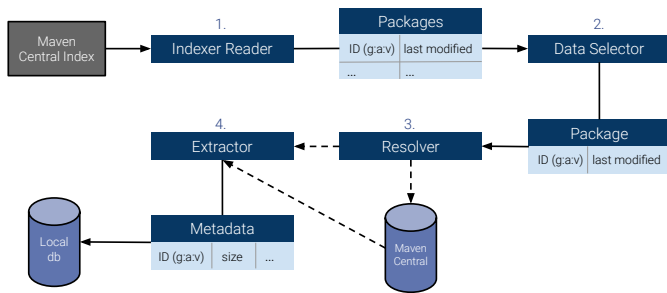 1.
Packages
2.
Maven
Central Index
Indexer Reader
ID (g:a:v) last modified
... ...
Data Selector
4.
3.
Package
Extractor
Resolver
ID (g:a:v) last modified
Local
db
Metadata
ID (g:a:v) size ...
Maven
Central